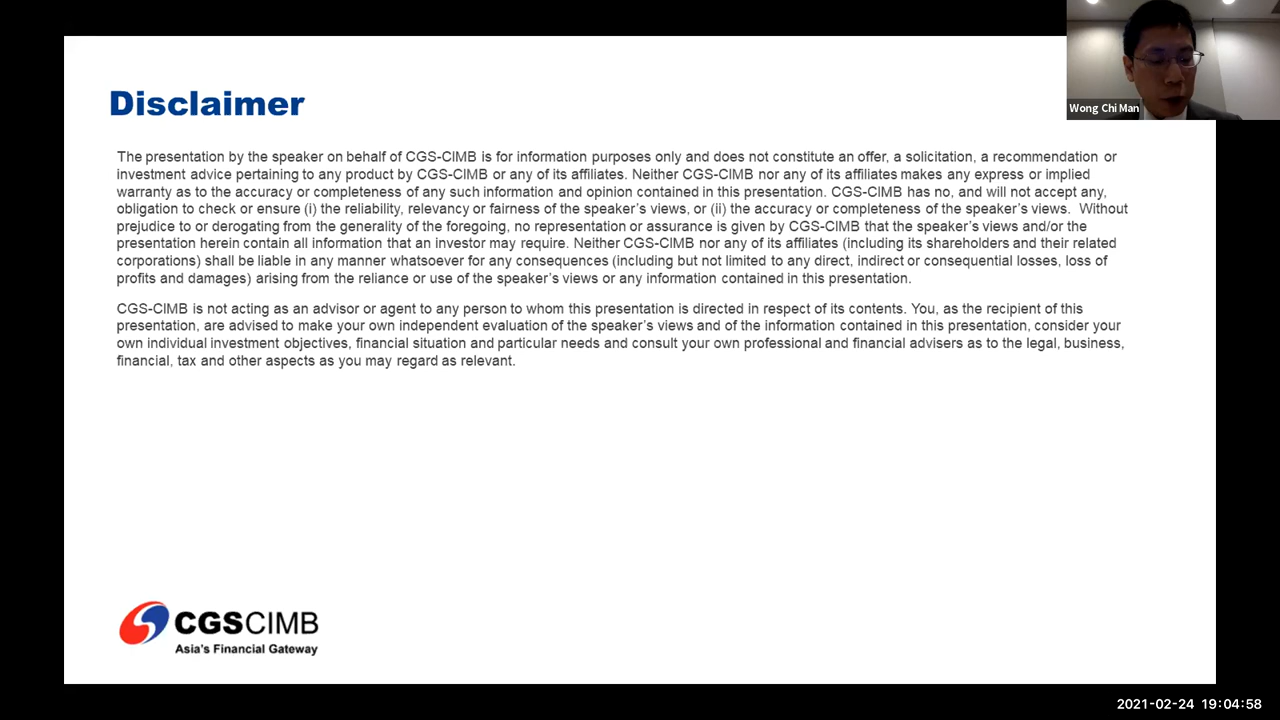 Wong Chi Man
Disclaimer
The presentation by the speaker on behalf of CGS-CIMB is for information purposes only and does not constitute an offer, a solicitation, a recommendation or
investment advice pertaining to any product by CGS-CIMB or any of its affiliates. Neither CGS-CIMB nor any of its affiliates makes any express or implied
warranty as to the accuracy or completeness of any such information and opinion contained in this presentation. CGS-CIMB has no, and will not accept any,
obligation to check or ensure (i) the reliability, relevancy or fairness of the speaker's views, or (ii) the accuracy or completeness of the speaker's views. Without
prejudice to or derogating from the generality of the foregoing, no representation or assurance is given by CGS-CIMB that the speaker's views and/or the
presentation herein contain all information that an investor may require. Neither CGS-CIMB nor any of its affiliates (including its shareholders and their related
corporations) shall be liable in any manner whatsoever for any consequences (including but not limited to any direct, indirect or consequential losses, loss of
profits and damages) arising from the reliance or use of the speaker's views or any information contained in this presentation.
CGS-CIMB is not acting as an advisor or agent to any person to whom this presentation is directed in respect of its contents. You, as the recipient of this
presentation, are advised to make your own independent evaluation of the speaker's views and of the information contained in this presentation, consider your
own individual investment objectives, financial situation and particular needs and consult your own professional and financial advisers as to the legal, business,
financial, tax and other aspects as you may regard as relevant.
CGSCIMB
Asia's Financial Gateway
2021-02-24 19:04:58